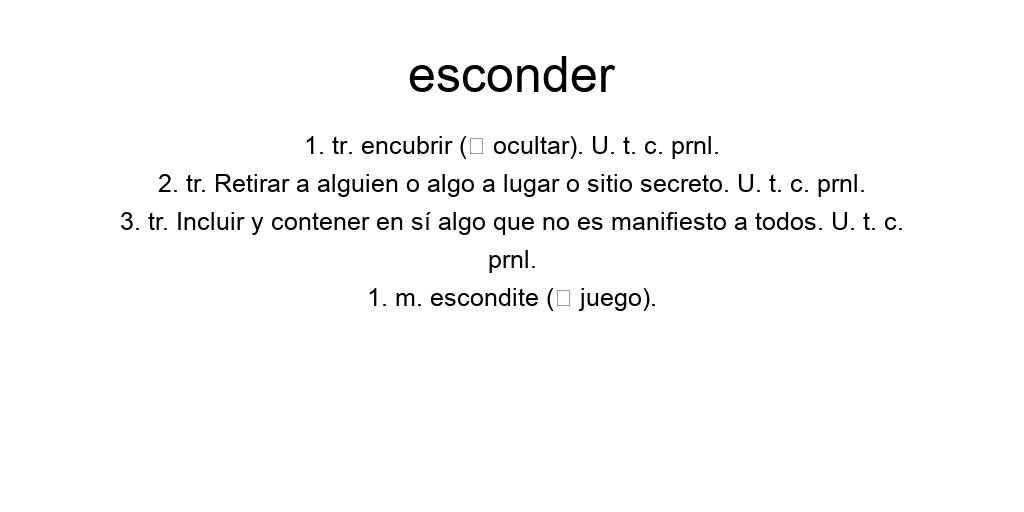 esconder
1. tr. encubrir (□ ocultar). U. t. c. prnl.
2. tr. Retirar a alguien o algo a lugar o sitio secreto. U. t. c. prnl.
3. tr. Incluir y contener en sí algo que no es manifiesto a todos. U. t. c.
prnl.
1. m. escondite (□ juego).